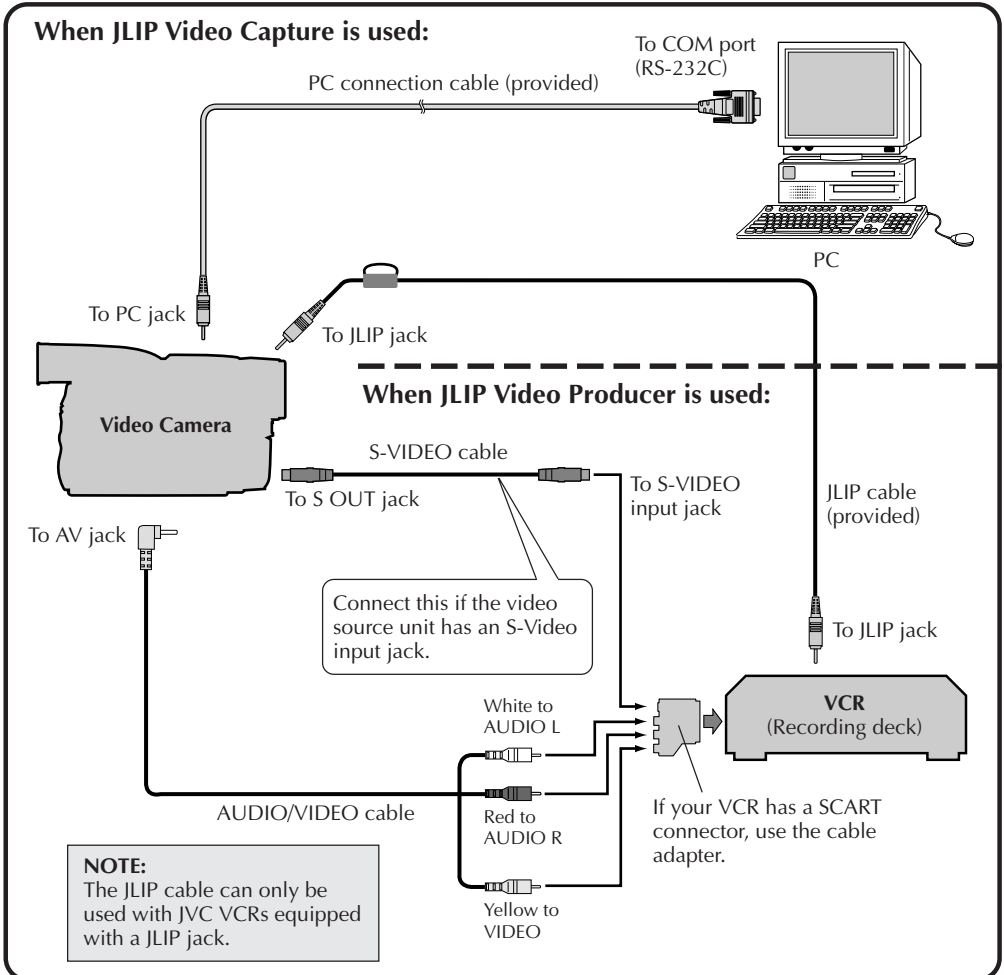 When JLIP Video Capture is used:
To COM port
(RS-232C)
PC connection cable (provided)
PC
To PC jack
To JLIP jack
When JLIP Video Producer is used:
Video Camera
S-VIDEO cable
To S OUT jack
To S-VIDEO
input jack
JLIP cable
(provided)
To AV jack
Connect this if the video
source unit has an S-Video
input jack.
To JLIP jack
VCR
(Recording deck)
White to
AUDIO L
AUDIO/VIDEO cable
Red to
AUDIO R
If your VCR has a SCART
connector, use the cable
adapter.
Yellow to
VIDEO
NOTE:
The JLIP cable can only be
used with JVC VCRs equipped
with a JLIP jack.